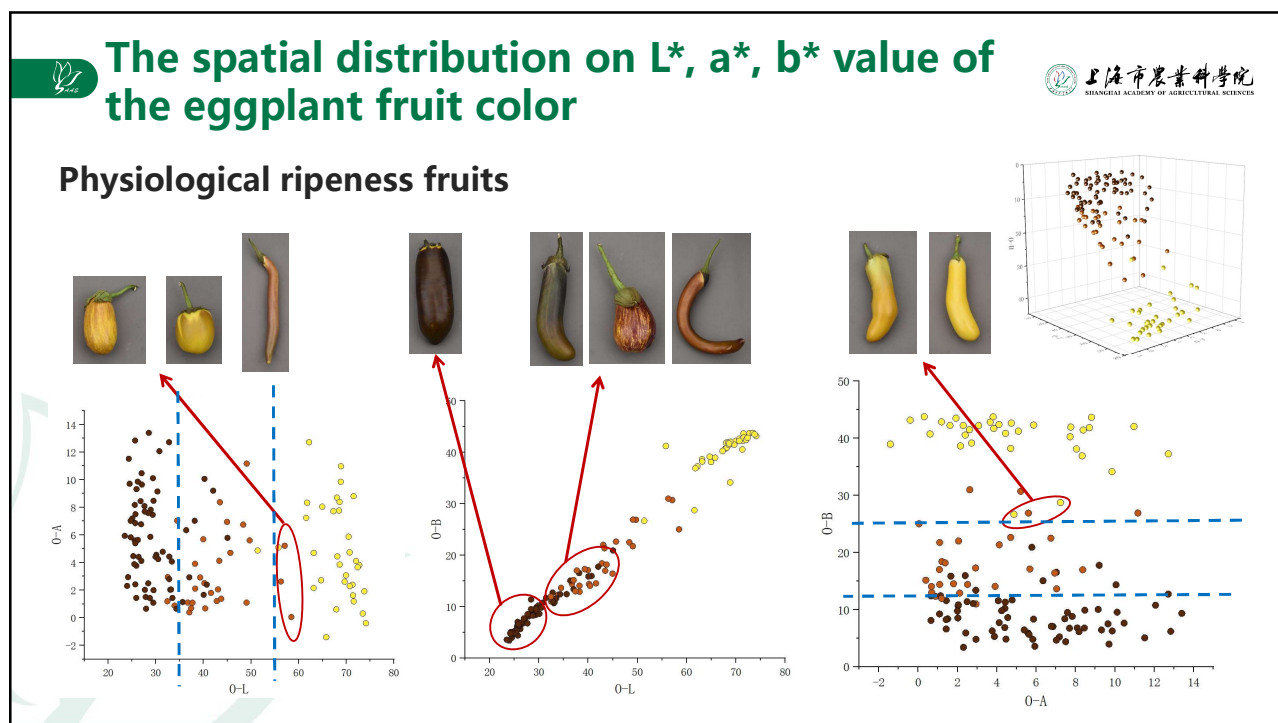 The spatial distribution on L*, a*, b* value of
the eggplant fruit color
AAS
上海市农业科学院
SHANGHAI ACADEMY OF AGRICULTURAL SCIENCES
Physiological ripeness fruits
O-B
14
12
10
8
6
4
2
0
-2
O-A
20 30 40 50 60 70 80
O-L
50
40
30
20
10
0
O-B
20 30 40 50 60 70 80
O-L
50
40
30
20
10
0
O-B
-2 0 2 4 6 8 10 12 14
O-A